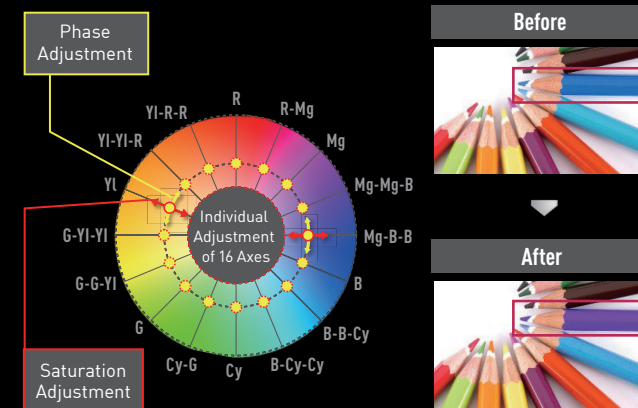 Phase
Adjustment
Before
R
Yl-R-R
R-Mg
Yl-Yl-R
Mg
Yl
Mg-Mg-B
Individual
Adjustment
of 16 Axes
G-Yl-Yl
Mg-B-B
After
G-G-Yl
B
G
B-B-Cy
Cy-G
Cy
B-Cy-Cy
Saturation
Adjustment